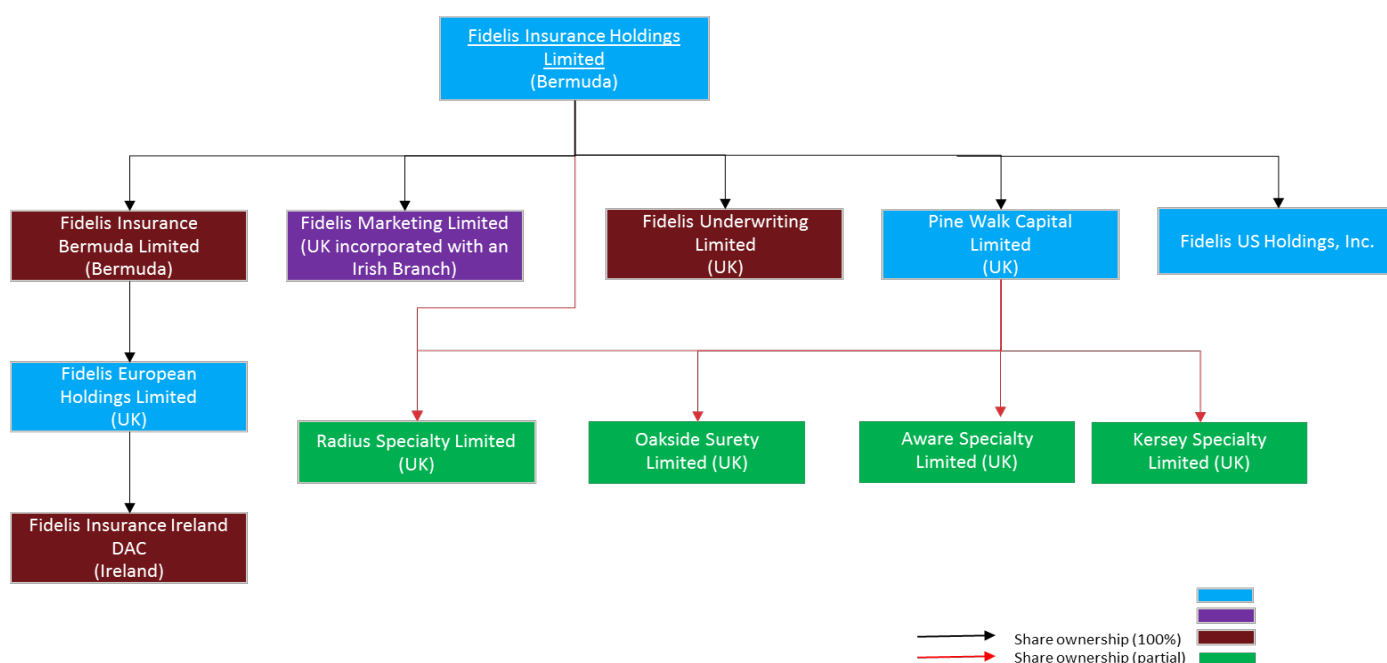 Fidelis Insurance Holdings
Limited
(Bermuda)
Fidelis Insurance
Bermuda Limited
(Bermuda)
Fidelis Marketing Limited
(UK incorporated with an
Irish Branch)
Fidelis Underwriting
Limited
(UK)
Pine Walk Capital
Limited
(UK)
Fidelis US Holdings, Inc.
Fidelis European
Holdings Limited
(UK)
Radius Specialty Limited
(UK)
Oakside Surety
Limited (UK)
Aware Specialty
Limited (UK)
Kersey Specialty
Limited (UK)
Fidelis Insurance Ireland
DAC
(Ireland)
Share ownership (100%)
Share ownership (partial)